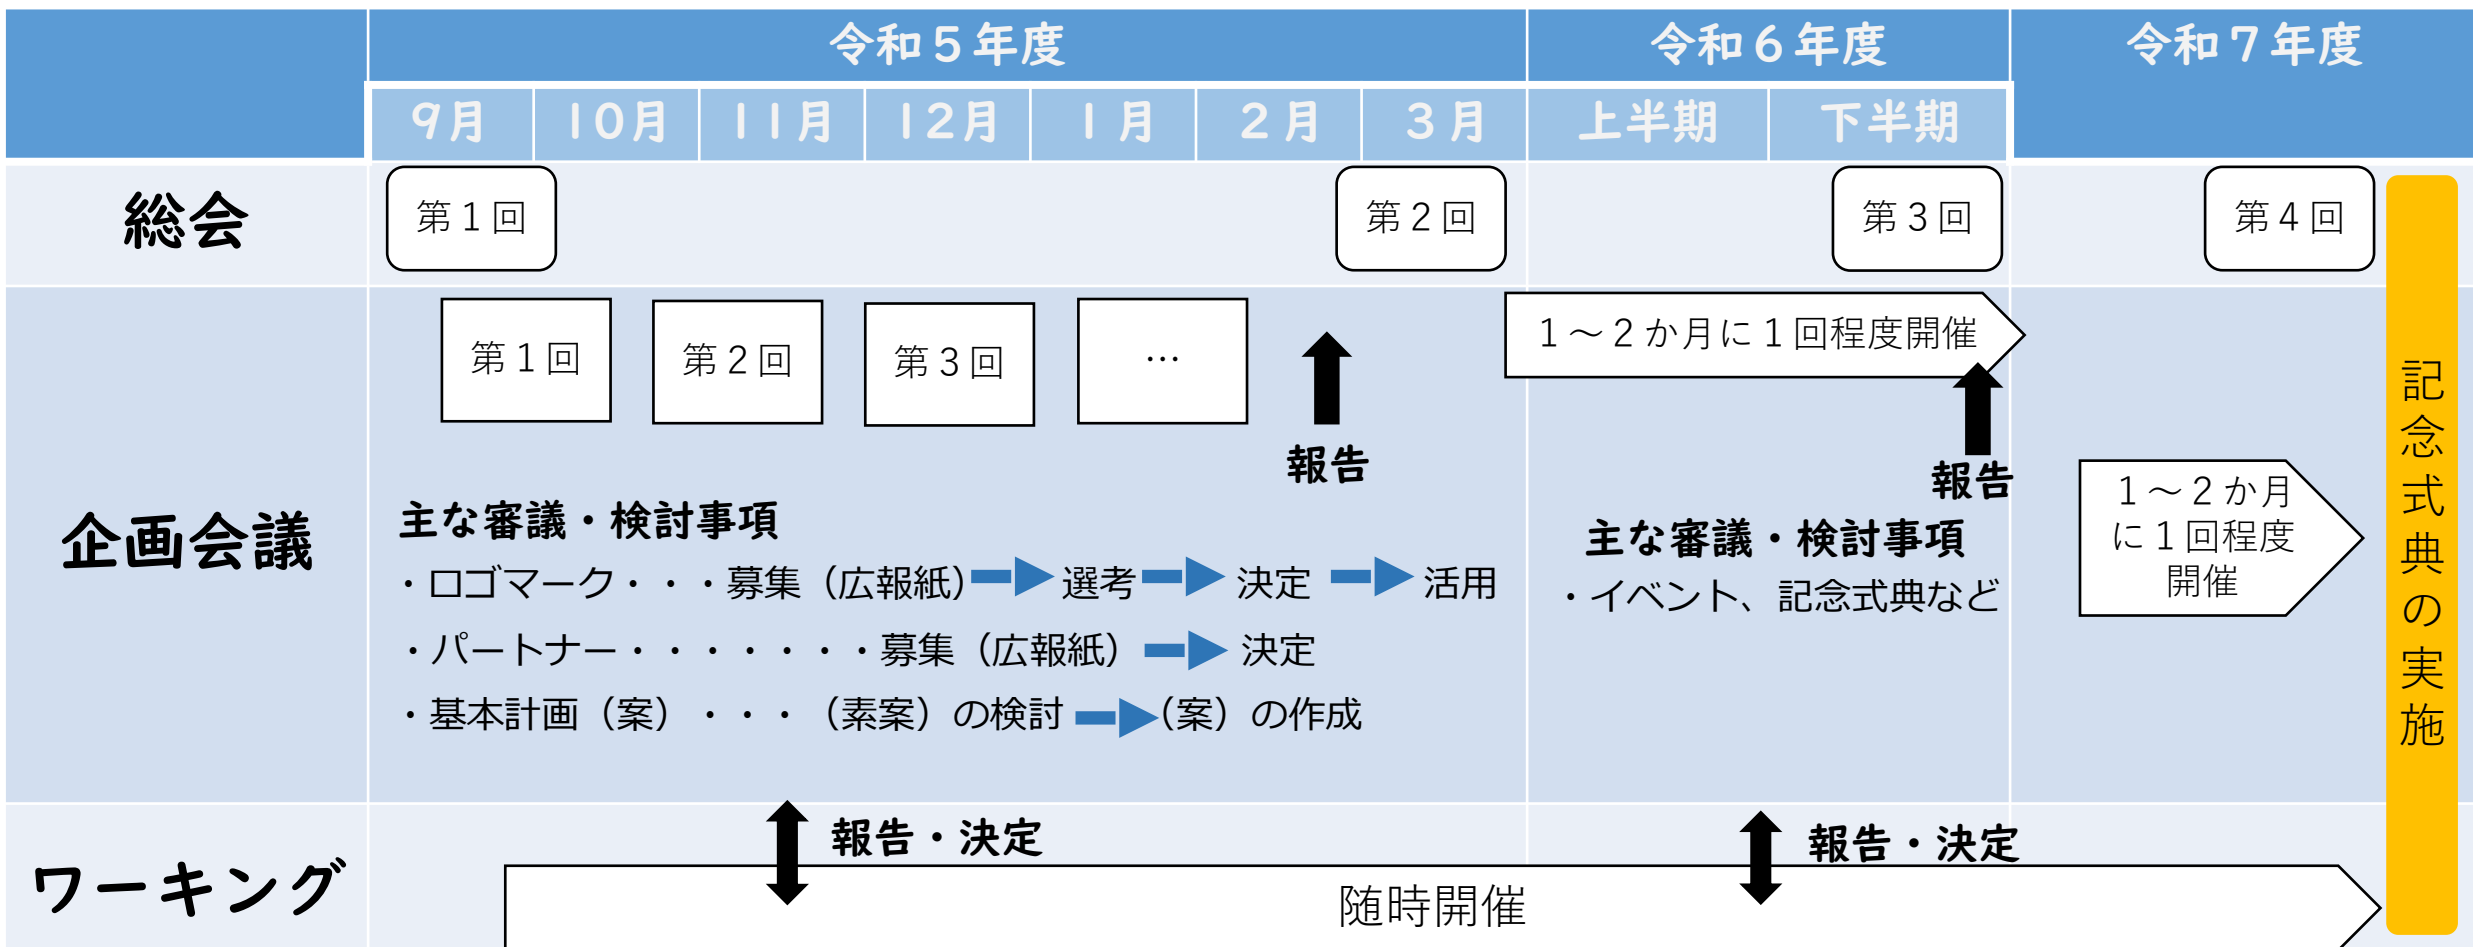 令和５年度
令和６年度
令和７年度
9月
10月
11月
12月
1月
2月
3月
上半期
下半期
総会
第１回
第２回
第３回
第４回
企画会議
第１回
第２回
第３回
…
報告
１～２か月に１回程度開催
報告
主な審議・検討事項
・ロゴマーク・・・募集（広報紙） 選考 決定 活用
・パートナー・・・・・・・募集（広報紙） 決定
・基本計画（案）・・・（素案）の検討 （案）の作成
主な審議・検討事項
・イベント、記念式典など
１～２か月
に１回程度
開催
記念式典の実施
ワーキング
報告・決定
報告・決定
随時開催